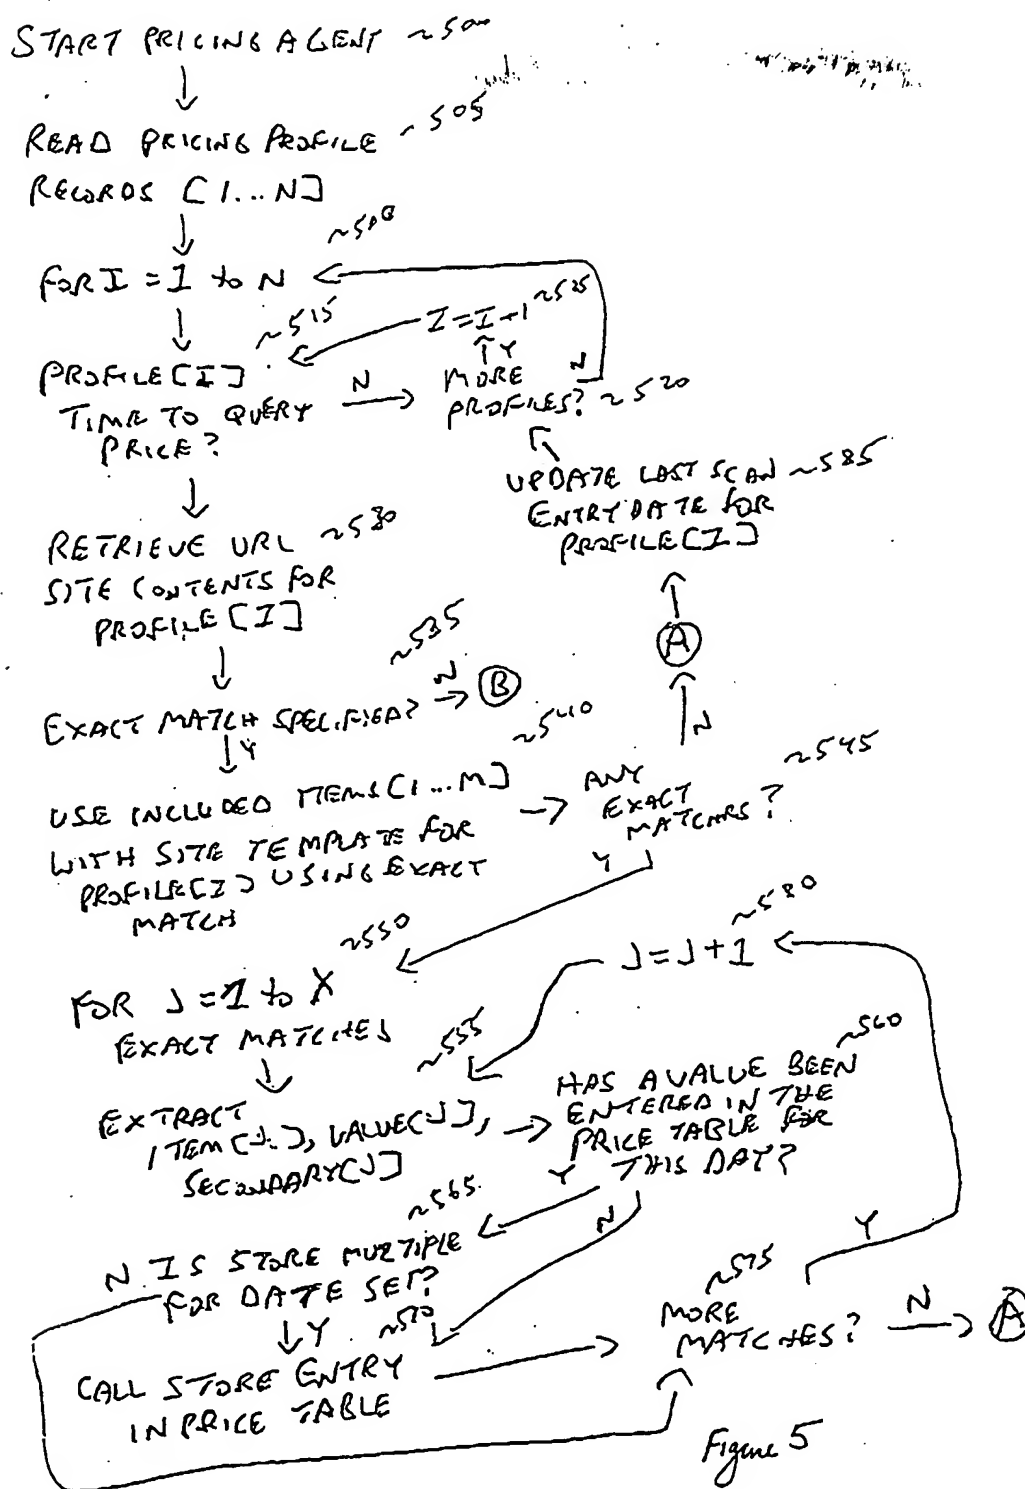 START PRICING AGENT ~500
READ PRICING PROFILE ~505
RECORDS [1...N]
FOR I = 1 to N
~515
I = I+1 ~525
PROFILE[I]
TIME TO QUERY
PRICE?
N
Y
N
MORE
PROFILES? ~520
UPDATE LAST SCAN ~585
ENTRY DATE FOR
PROFILE[I]
RETRIEVE URL ~530
SITE CONTENTS FOR
PROFILE[I]
A
~535
EXACT MATCH SPECIFIED?
N
B
Y
N
~540
USE INCLUDED ITEMS[1...M]
WITH SITE TEMPLATE FOR
PROFILE[I] USING EXACT
MATCH
ANY
EXACT
MATCHES?
~545
Y
~550
FOR J = 1 to X
EXACT MATCHES
J = J+1
~580
~555
EXTRACT
ITEM[J], VALUE[J],
SECONDARY[J]
~560
HAS A VALUE BEEN
ENTERED IN THE
PRICE TABLE FOR
THIS DAY?
Y
N
~565
N IS STORE MULTIPLE
FOR DATE SET?
Y
~570
CALL STORE ENTRY
IN PRICE TABLE
~575
MORE
MATCHES?
Y
N
A
Figure 5